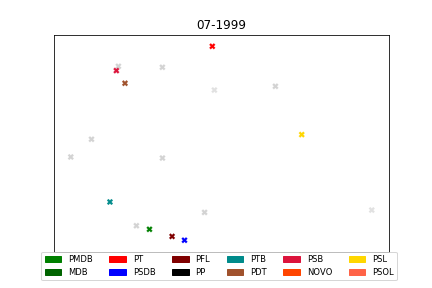 07-1999
PMDB PT PFL PTB PSB PSL
MDB PSDB PP PDT NOVO PSOL